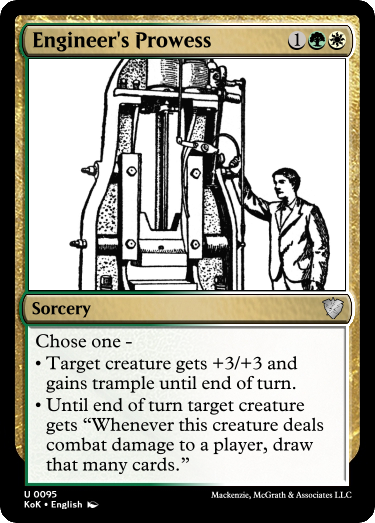 Engineer's Prowess 1
Sorcery
Chose one -
• Target creature gets +3/+3 and
gains trample until end of turn.
• Until end of turn target creature
gets “Whenever this creature deals
combat damage to a player, draw
that many cards.”
U 0095
KoK • English
Mackenzie, McGrath & Associates LLC